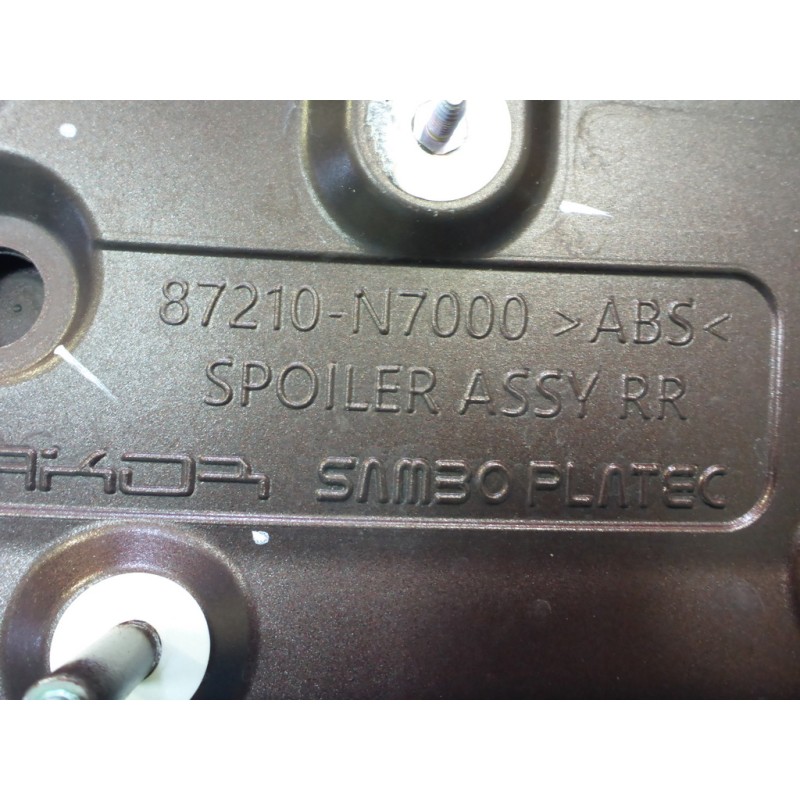 87210-N7000 >ABS<
SPOILER ASSY RR
SAMBO PLATEC